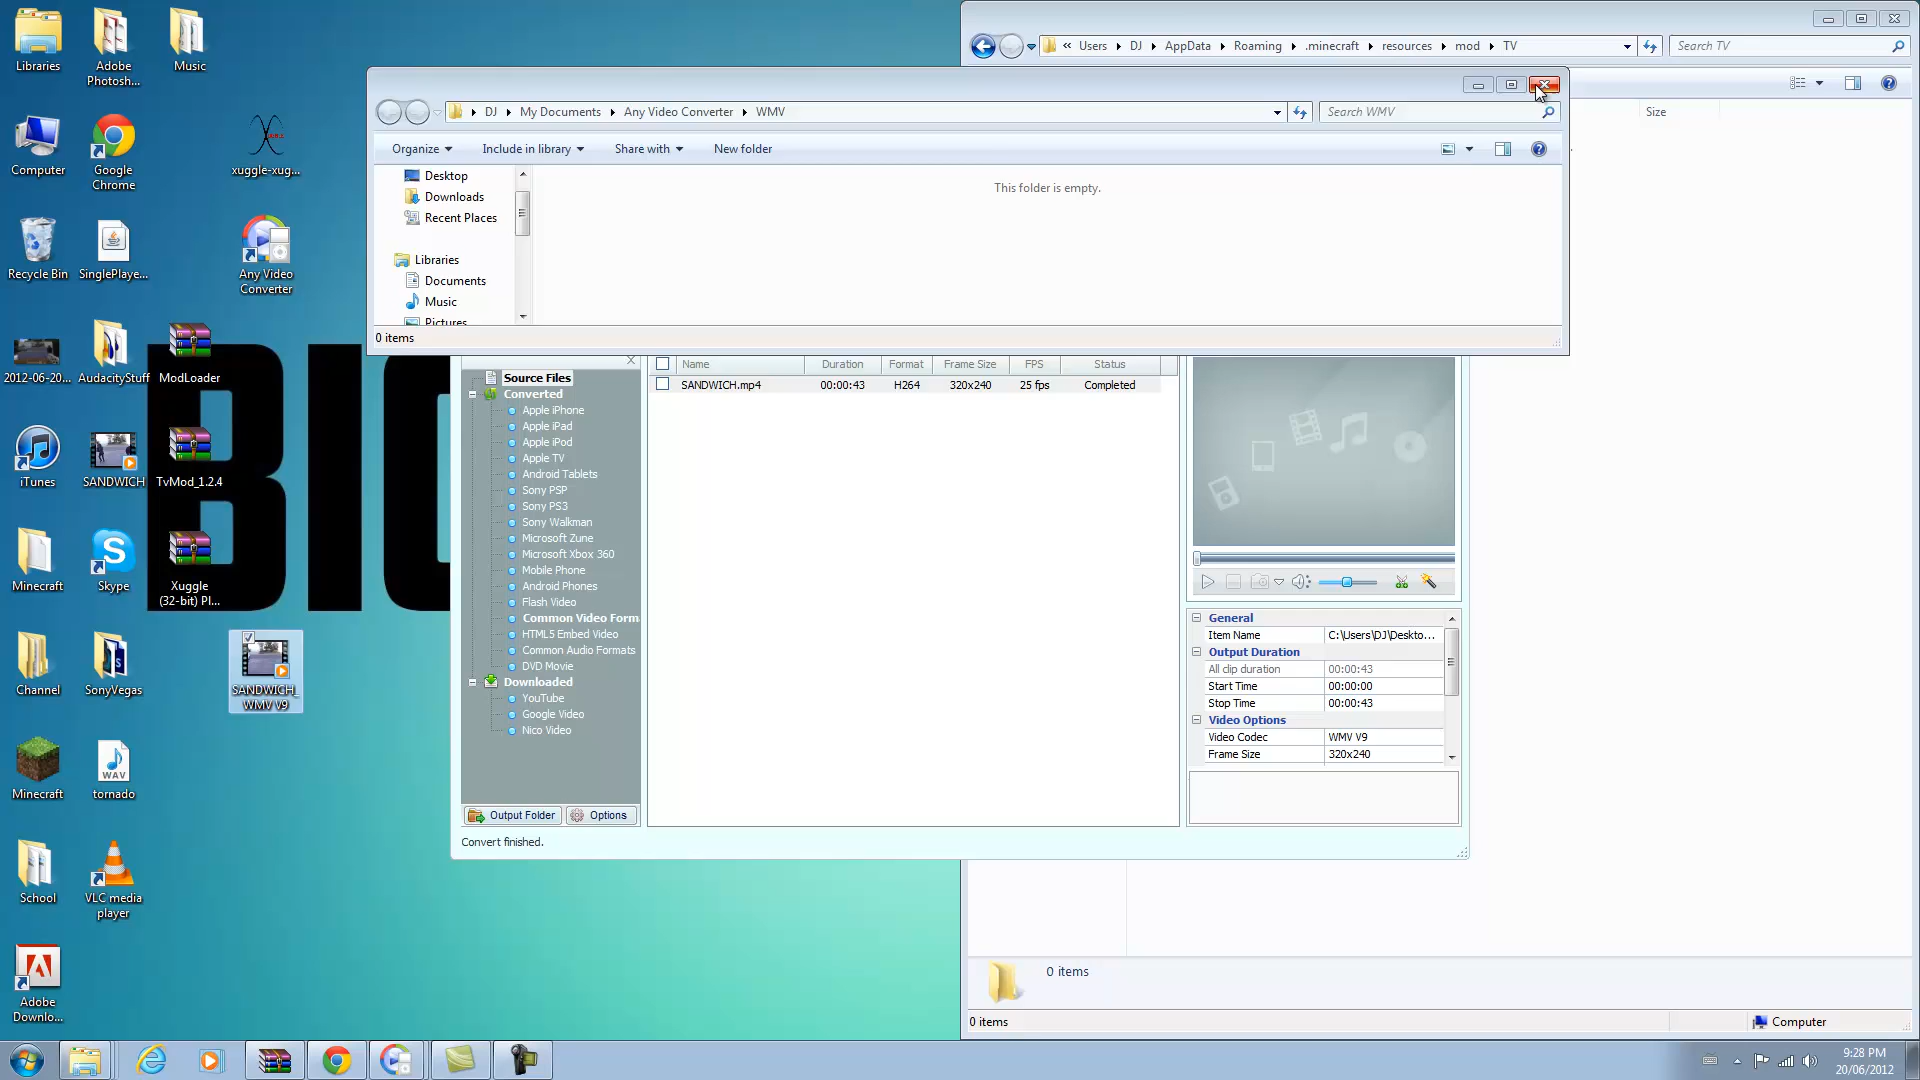 Libraries
Adobe
Photosh...
Music
Computer
Google
Chrome
xuggle-xug...
Recycle Bin
SinglePlaye...
Any Video
Converter
2012-06-20...
AudacityStuff
ModLoader
iTunes
SANDWICH
TvMod_1.2.4
Minecraft
Skype
Xuggle
(32-bit) Pl...
Channel
SonyVegas
SANDWICH_
WMV V9
Minecraft
WAV
tornado
School
VLC media
player
Adobe
Downlo...
BIG
« Users DJ AppData Roaming .minecraft resources mod TV
Search TV
Size
DJ My Documents Any Video Converter WMV
Search WMV
Organize Include in library Share with New folder
Desktop
Downloads
Recent Places
Libraries
Documents
Music
Pictures
This folder is empty.
0 items
Name Duration Format Frame Size FPS Status
SANDWICH.mp4 00:00:43 H264 320x240 25 fps Completed
Source Files
Converted
Apple iPhone
Apple iPad
Apple iPod
Apple TV
Android Tablets
Sony PSP
Sony PS3
Sony Walkman
Microsoft Zune
Microsoft Xbox 360
Mobile Phone
Android Phones
Flash Video
Common Video Form
HTML5 Embed Video
Common Audio Formats
DVD Movie
Downloaded
YouTube
Google Video
Nico Video
Output Folder Options
Convert finished.
General
Item Name C:\Users\DJ\Deskto...
Output Duration
All clip duration 00:00:43
Start Time 00:00:00
Stop Time 00:00:43
Video Options
Video Codec WMV V9
Frame Size 320x240
0 items
0 items
Computer
9:28 PM
20/06/2012